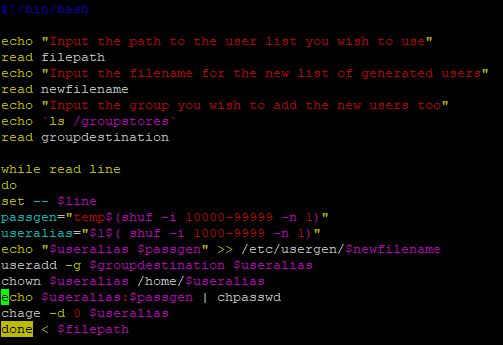 #!/bin/bash
echo "Input the path to the user list you wish to use"
read filepath
echo "Input the filename for the new list of generated users"
read newfilename
echo "Input the group you wish to add the new users too"
echo `ls /groupstores`
read groupdestination
while read line
do
set -- $line
passgen="temp$(shuf -i 10000-99999 -n 1)"
useralias="$1$( shuf -i 1000-9999 -n 1)"
echo "$useralias $passgen" >> /etc/usergen/$newfilename
useradd -g $groupdestination $useralias
chown $useralias /home/$useralias
echo $useralias:$passgen | chpasswd
chage -d 0 $useralias
done < $filepath